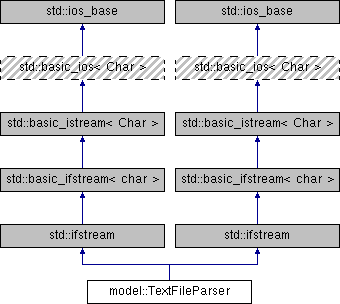 std::ios_base std::ios_base
std::basic_ios< Char > std::basic_ios< Char >
std::basic_istream< Char > std::basic_istream< Char >
std::basic_ifstream< char > std::basic_ifstream< char >
std::ifstream std::ifstream
model::TextFileParser